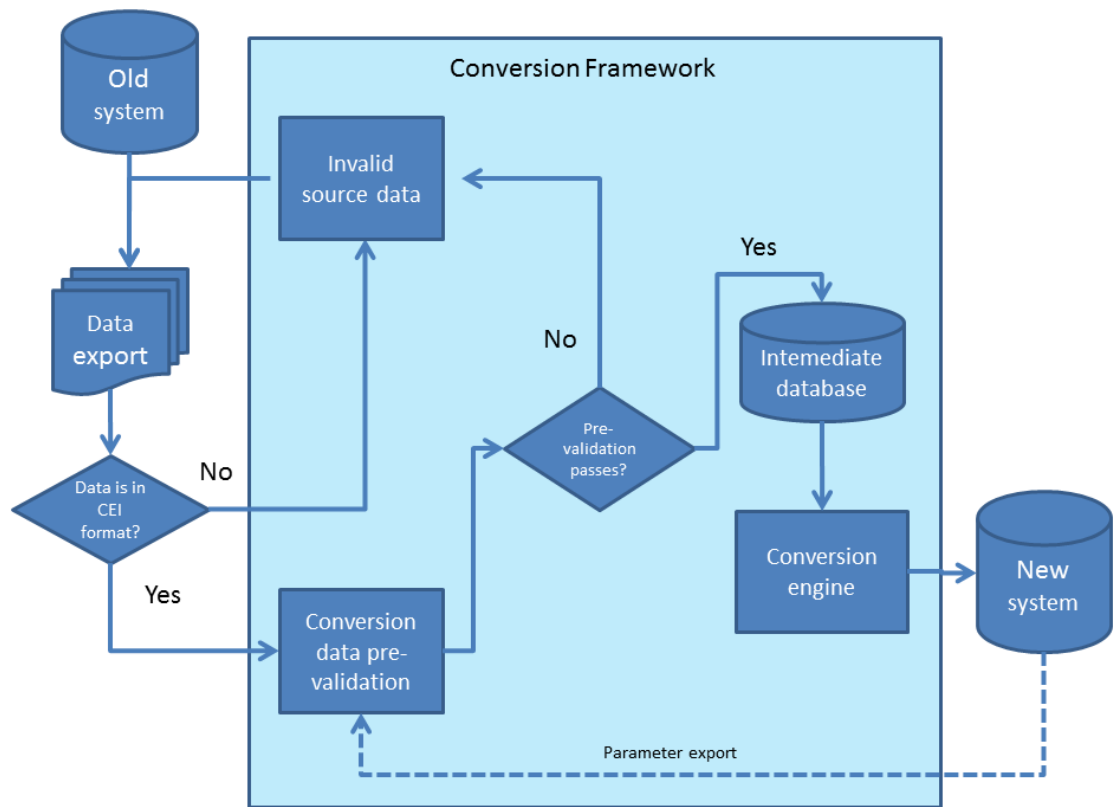 Old
system
Conversion Framework
Invalid
source data
Data
export
Yes
No
Intemediate
database
Pre-
validation
passes?
No
Data is in
CEI
format?
Yes
Conversion
engine
New
system
Conversion
data pre-
validation
Parameter export